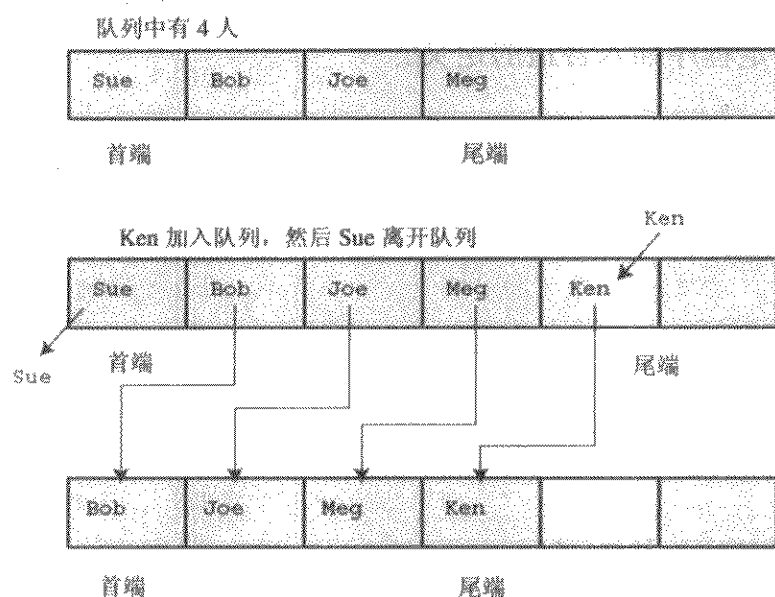 队列中有 4 人
Sue Bob Joe Meg
首端 尾端
Ken
Ken 加入队列，然后 Sue 离开队列
Sue Bob Joe Meg Ken
首端 尾端
Sue
Bob Joe Meg Ken
首端 尾端